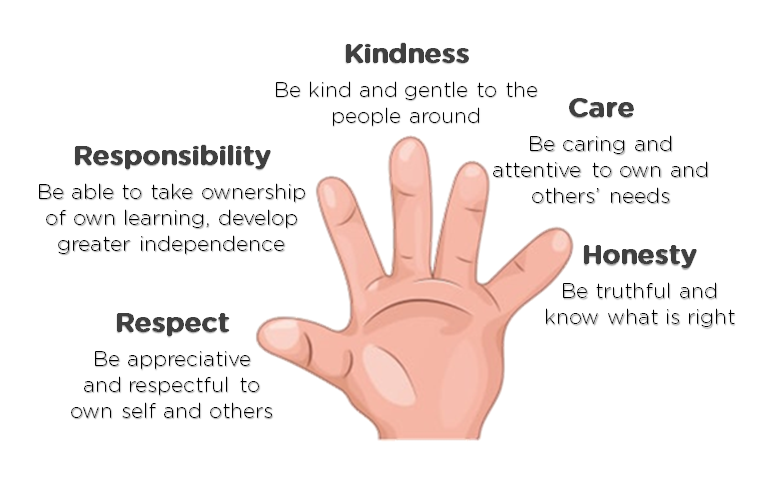 Kindness
Be kind and gentle to the
people around
Care
Be caring and
attentive to own and
others’ needs
Responsibility
Be able to take ownership
of own learning, develop
greater independence
Honesty
Be truthful and
know what is right
Respect
Be appreciative
and respectful to
own self and others